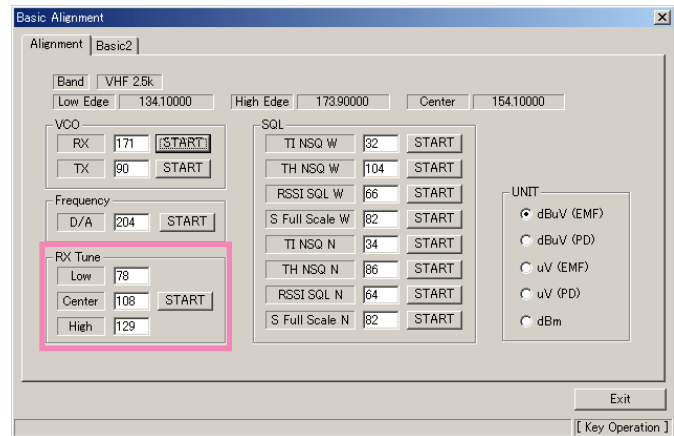 Basic Alignment
Alignment Basic2
Band VHF 2.5k
Low Edge 134.10000 High Edge 173.90000 Center 154.10000
VCO
RX 171 START
TX 90 START
Frequency
D/A 204 START
RX Tune
Low 78
Center 108 START
High 129
SQL
TI NSQ W 32 START
TH NSQ W 104 START
RSSI SQL W 66 START
S Full Scale W 82 START
TI NSQ N 34 START
TH NSQ N 86 START
RSSI SQL N 64 START
S Full Scale N 82 START
UNIT
dBuV (EMF)
dBuV (PD)
uV (EMF)
uV (PD)
dBm
Exit
[ Key Operation ]